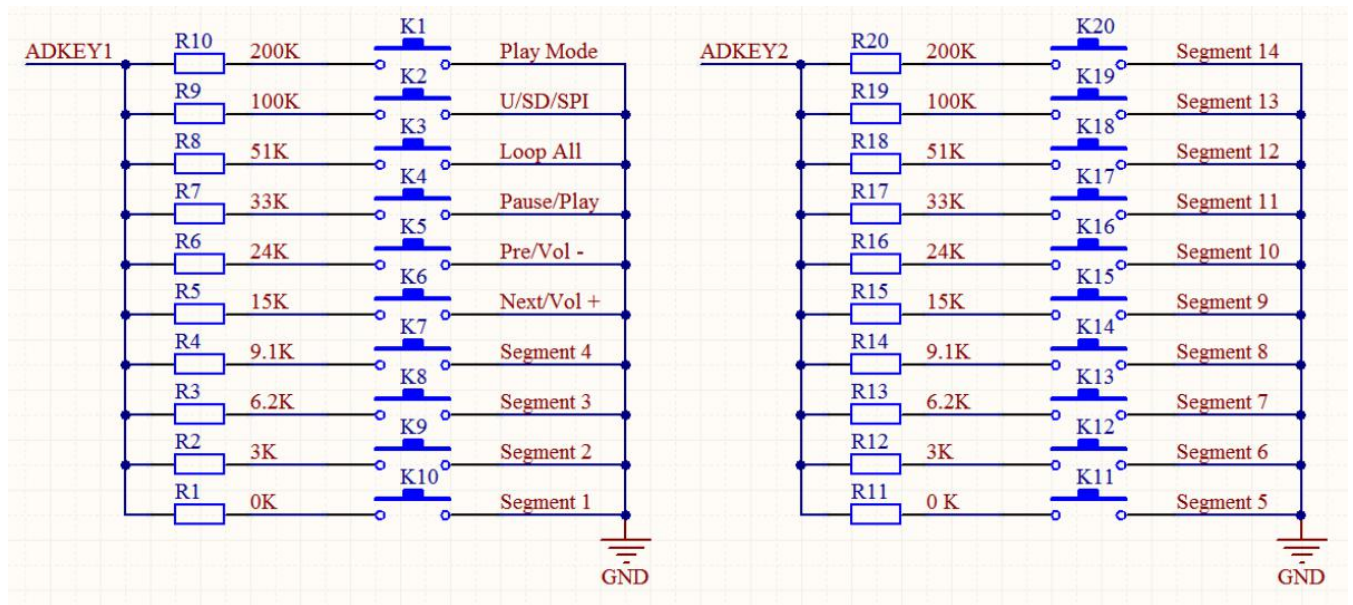 K1 K20
ADKEY1 R10 200K Play Mode ADKEY2 R20 200K Segment 14
K2 K19
R9 100K U/SD/SPI R19 100K Segment 13
K3 K18
R8 51K Loop All R18 51K Segment 12
K4 K17
R7 33K Pause/Play R17 33K Segment 11
K5 K16
R6 24K Pre/Vol - R16 24K Segment 10
K6 K15
R5 15K Next/Vol + R15 15K Segment 9
K7 K14
R4 9.1K Segment 4 R14 9.1K Segment 8
K8 K13
R3 6.2K Segment 3 R13 6.2K Segment 7
K9 K12
R2 3K Segment 2 R12 3K Segment 6
K10 K11
R1 0K Segment 1 R11 0 K Segment 5
GND GND